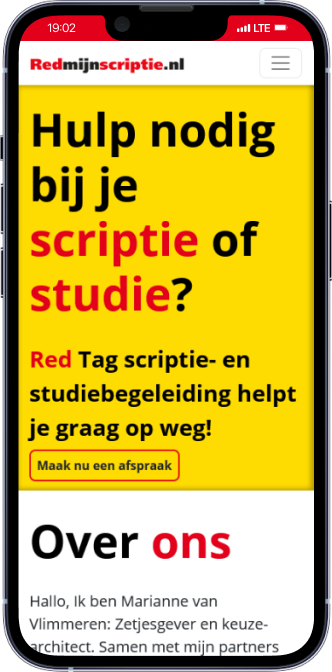 19:02 LTE
Redmijnscriptie.nl
Hulp nodig
bij je
scriptie of
studie?
Red Tag scriptie- en
studiebegeleiding helpt
je graag op weg!
Maak nu een afspraak
Over ons
Hallo, Ik ben Marianne van
Vlimmeren: Zetjesgever en keuze-
architect. Samen met mijn partners